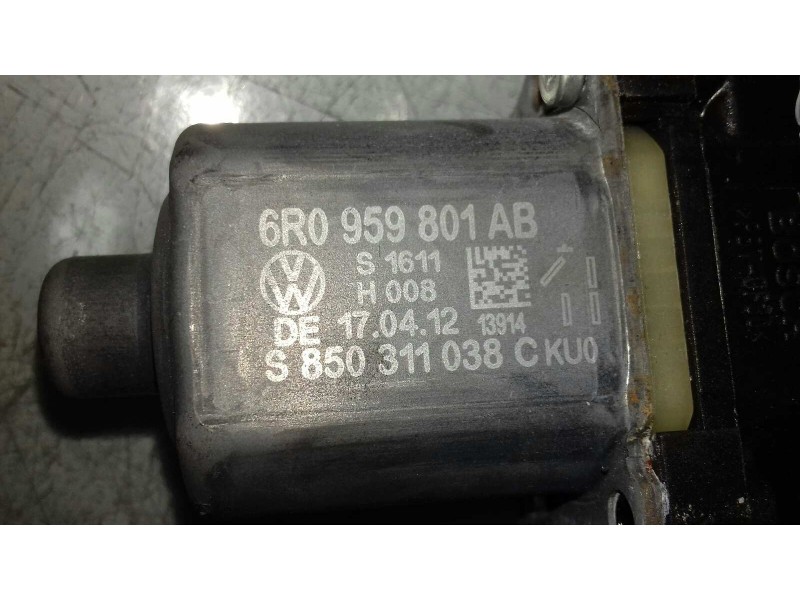 6R0 959 801 AB
S 1611
H 008
DE 17.04.12 13914
S 850 311 038 C KU0